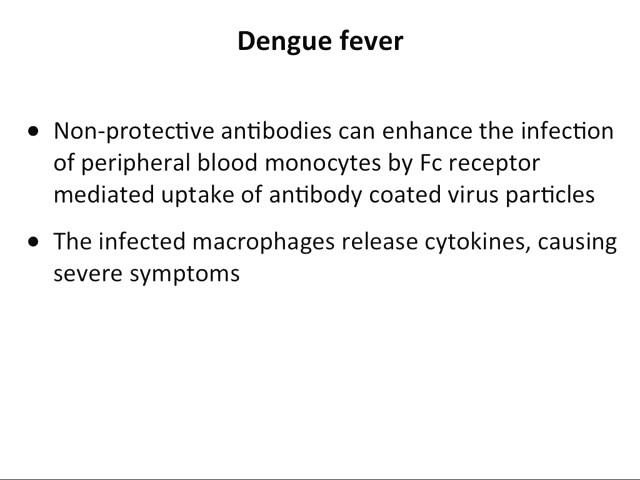 Dengue fever
• Non-protective antibodies can enhance the infection
of peripheral blood monocytes by Fc receptor
mediated uptake of antibody coated virus particles
• The infected macrophages release cytokines, causing
severe symptoms